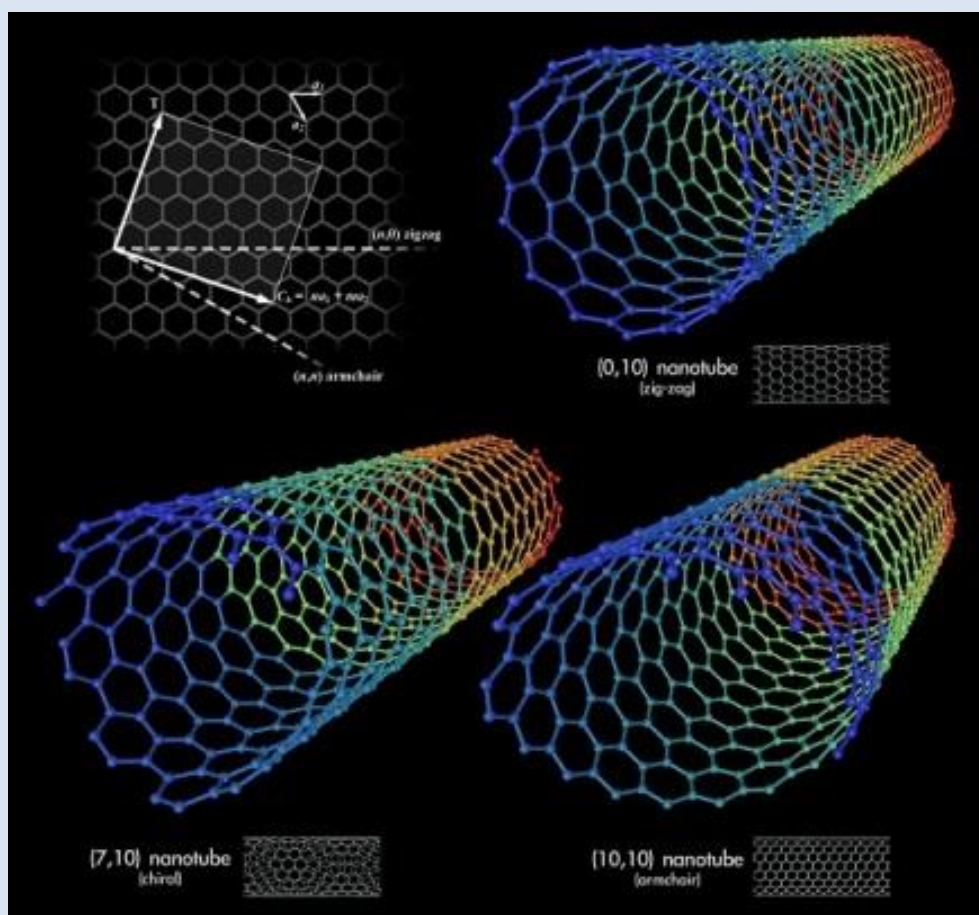 a₁
T
a₂
(n,0) zigzag
Cₕ = na₁ + ma₂
(n,n) armchair
(0,10) nanotube
(zig-zag)
(7,10) nanotube
(chiral)
(10,10) nanotube
(armchair)